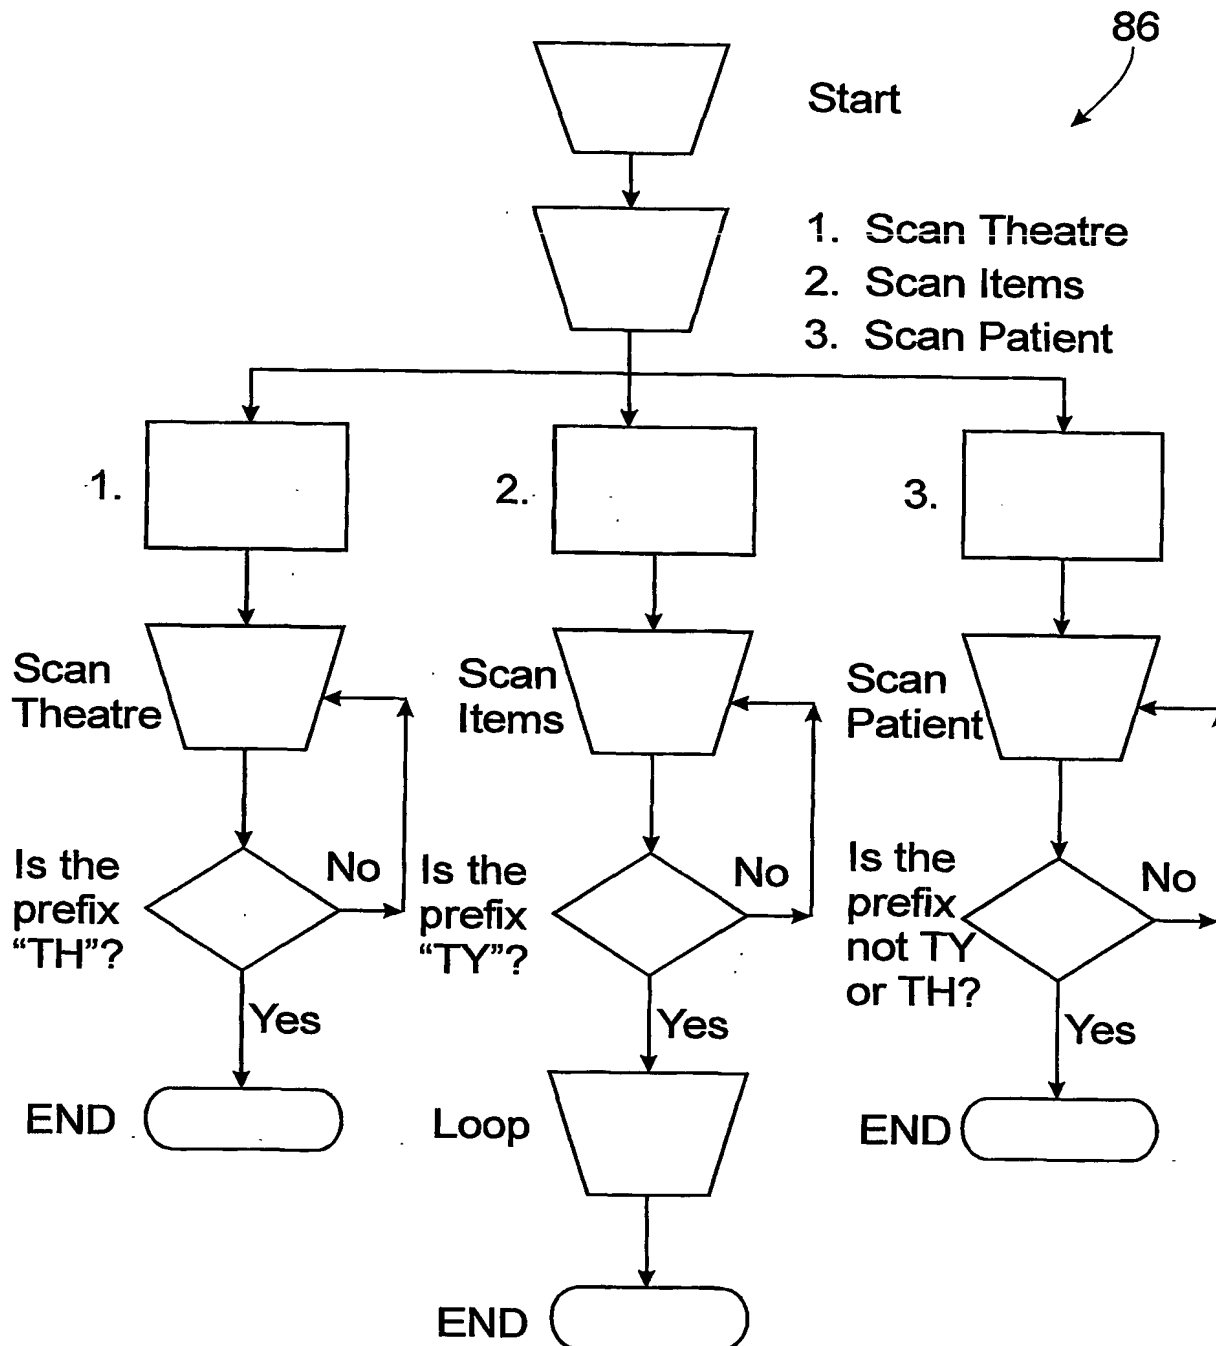 86
Start
1. Scan Theatre
2. Scan Items
3. Scan Patient
1.
2.
3.
Scan
Theatre
Scan
Items
Scan
Patient
Is the
prefix
“TH”?
No
Is the
prefix
“TY”?
No
Is the
prefix
not TY
or TH?
No
Yes
Yes
Yes
END
Loop
END
END